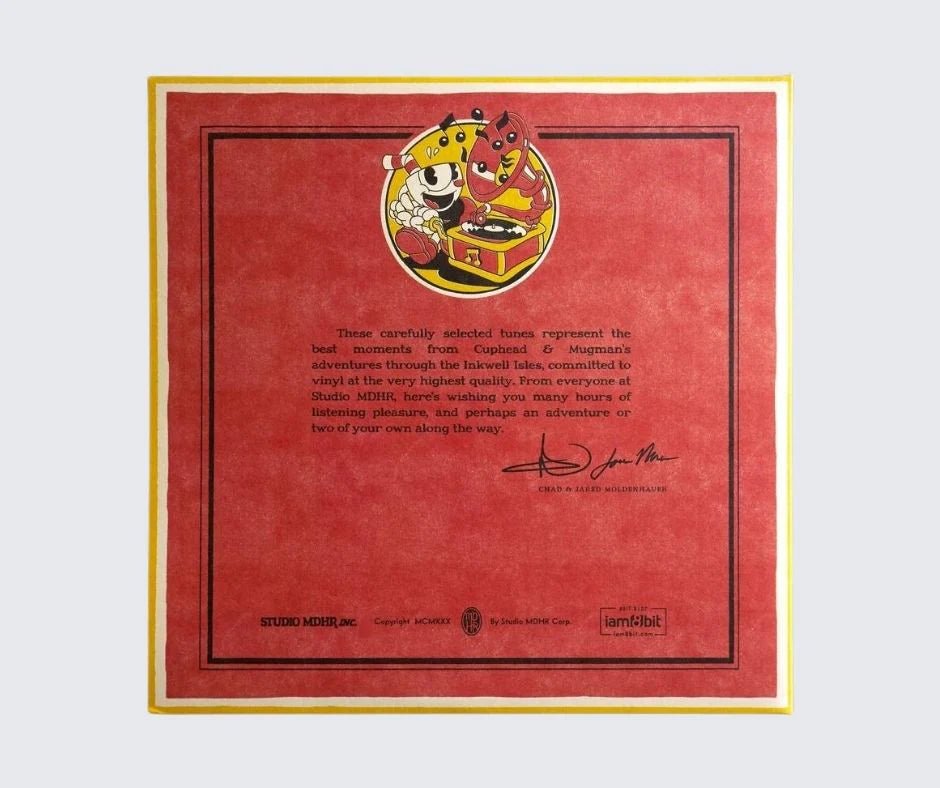 These carefully selected tunes represent the
best moments from Cuphead & Mugman's
adventures through the Inkwell Isles, committed to
vinyl at the very highest quality. From everyone at
Studio MDHR, here's wishing you many hours of
listening pleasure, and perhaps an adventure or
two of your own along the way.
CHAD & JARED MOLDENHAUER
STUDIO MDHR INC.
Copyright MCMXXX By Studio MDHR Corp.
iam8bit
iam8bit.com